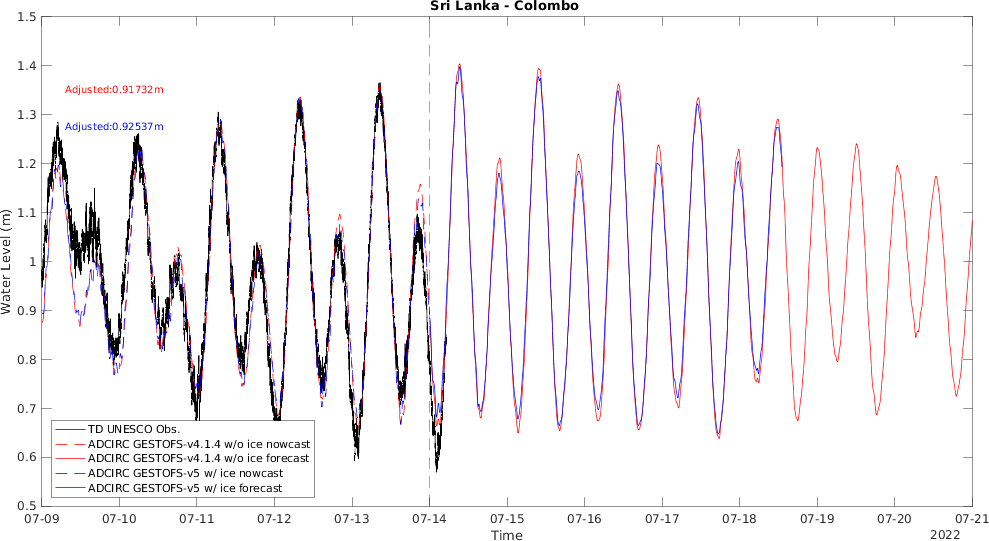 Sri Lanka - Colombo
1.5
1.4
1.3
1.2
1.1
1
0.9
0.8
0.7
0.6
0.5
Water Level (m)
Adjusted:0.91732m
Adjusted:0.92537m
TD UNESCO Obs.
ADCIRC GESTOFS-v4.1.4 w/o ice nowcast
ADCIRC GESTOFS-v4.1.4 w/o ice forecast
ADCIRC GESTOFS-v5 w/ ice nowcast
ADCIRC GESTOFS-v5 w/ ice forecast
07-09 07-10 07-11 07-12 07-13 07-14 07-15 07-16 07-17 07-18 07-19 07-20 07-21
Time
2022